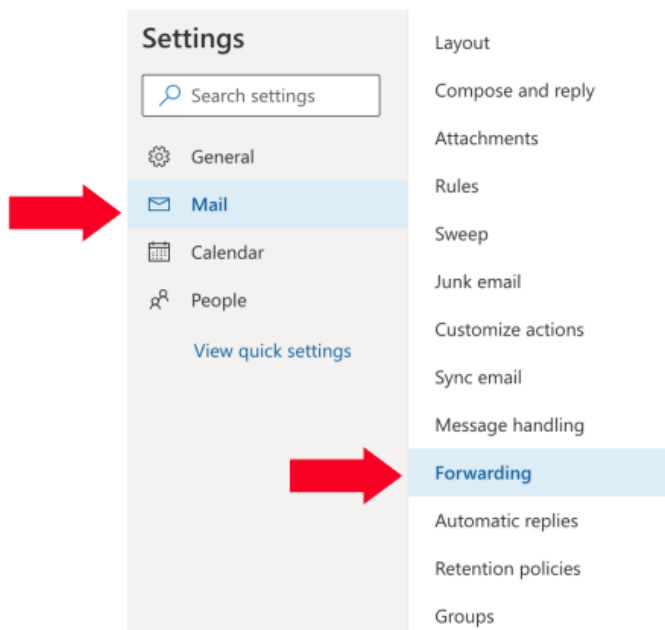 Settings
Search settings
General
Mail
Calendar
People
View quick settings
Layout
Compose and reply
Attachments
Rules
Sweep
Junk email
Customize actions
Sync email
Message handling
Forwarding
Automatic replies
Retention policies
Groups